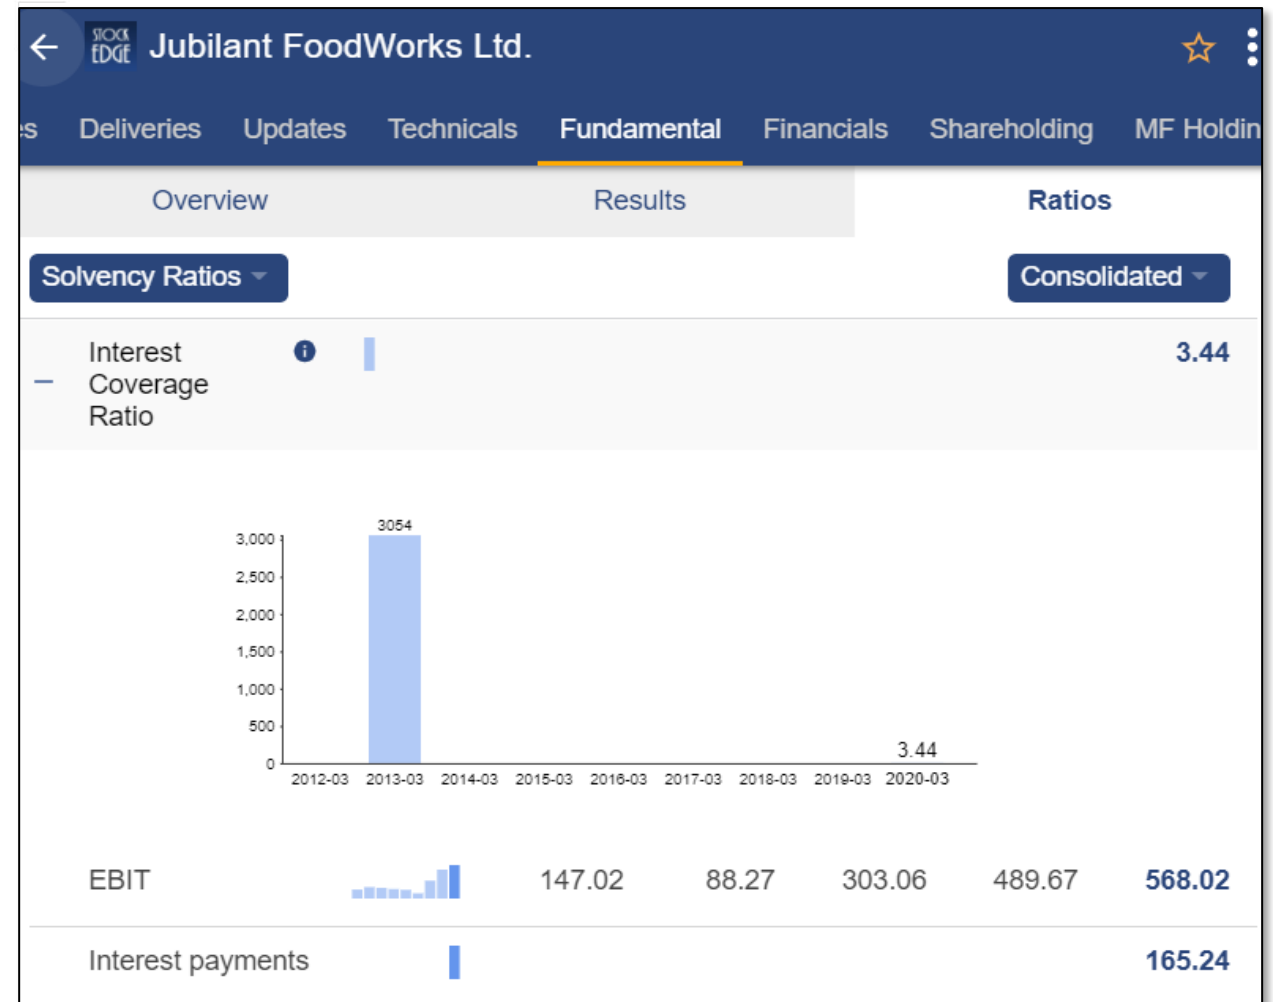 STOCK
EDGE
Jubilant FoodWorks Ltd.
es Deliveries Updates Technicals Fundamental Financials Shareholding MF Holdin
Overview Results Ratios
Solvency Ratios Consolidated
Interest 3.44
Coverage
Ratio
3054
3,000
2,500
2,000
1,500
1,000
500
3.44
0
2012-03 2013-03 2014-03 2015-03 2016-03 2017-03 2018-03 2019-03 2020-03
EBIT 147.02 88.27 303.06 489.67 568.02
Interest payments 165.24